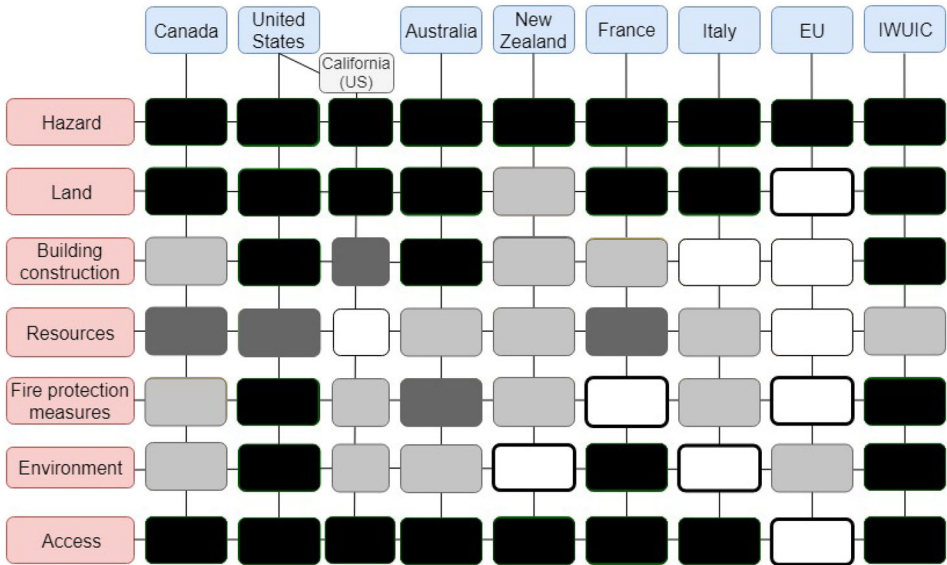 Canada
United
States
California
(US)
Australia
New
Zealand
France
Italy
EU
IWUIC
Hazard
Land
Building
construction
Resources
Fire protection
measures
Environment
Access